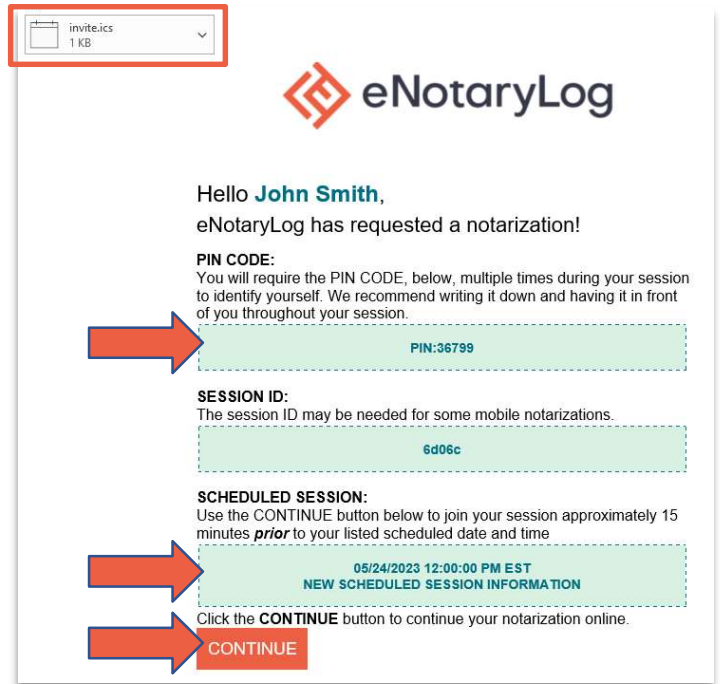 invite.ics
1 KB
eNotaryLog
Hello John Smith,
eNotaryLog has requested a notarization!
PIN CODE:
You will require the PIN CODE, below, multiple times during your session
to identify yourself. We recommend writing it down and having it in front
of you throughout your session.
PIN:36799
SESSION ID:
The session ID may be needed for some mobile notarizations.
6d06c
SCHEDULED SESSION:
Use the CONTINUE button below to join your session approximately 15
minutes prior to your listed scheduled date and time
05/24/2023 12:00:00 PM EST
NEW SCHEDULED SESSION INFORMATION
Click the CONTINUE button to continue your notarization online.
CONTINUE